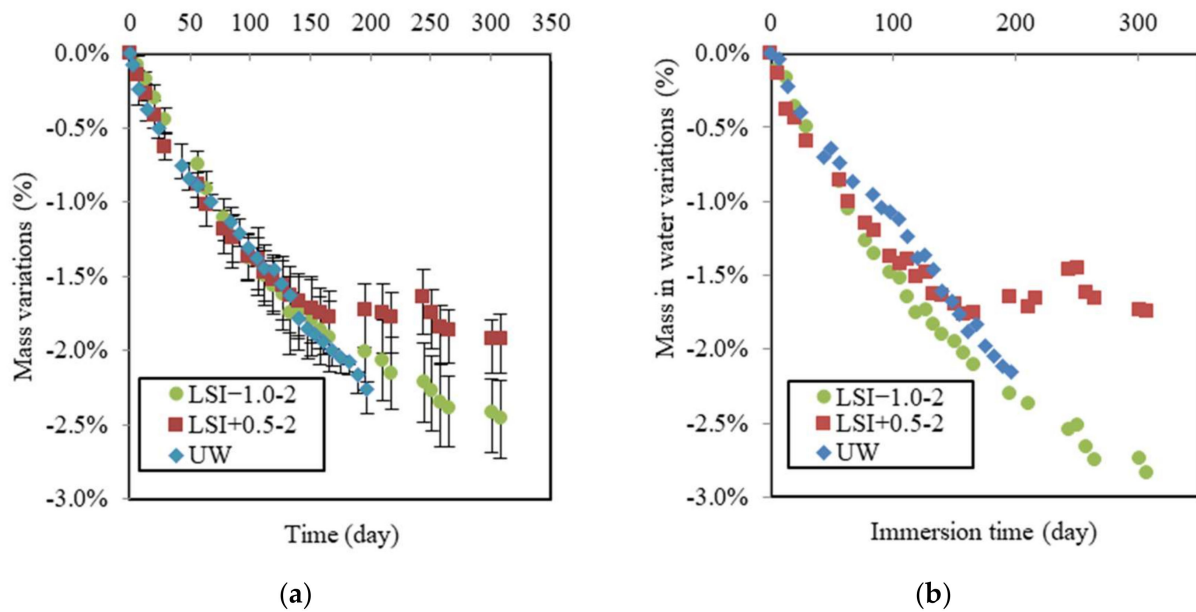 0 50 100 150 200 250 300 350
0.0%
-0.5%
-1.0%
-1.5%
-2.0%
-2.5%
-3.0%
Mass variations (%)
LSI−1.0-2
LSI+0.5-2
UW
Time (day)
(a)
0 100 200 300
0.0%
-0.5%
-1.0%
-1.5%
-2.0%
-2.5%
-3.0%
Mass in water variations (%)
LSI−1.0-2
LSI+0.5-2
UW
Immersion time (day)
(b)